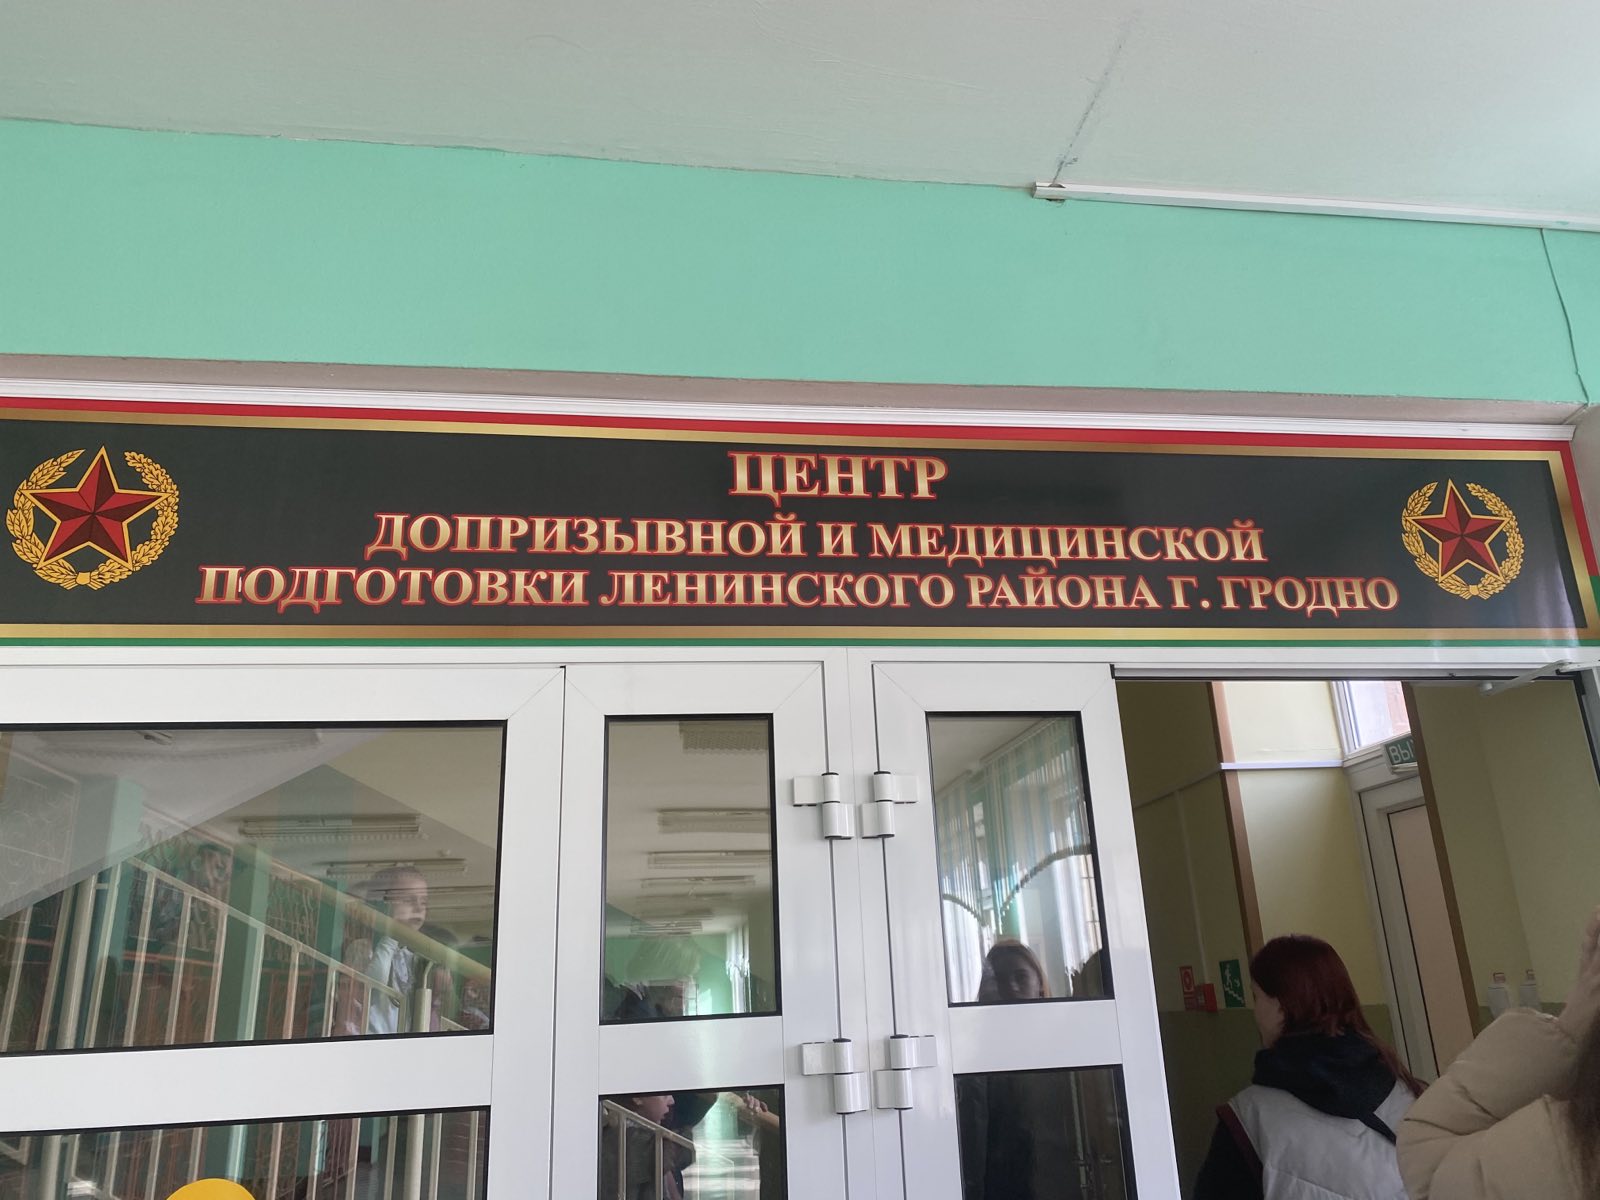 ЦЕНТР
ДОПРИЗЫВНОЙ И МЕДИЦИНСКОЙ
ПОДГОТОВКИ ЛЕНИНСКОГО РАЙОНА Г. ГРОДНО